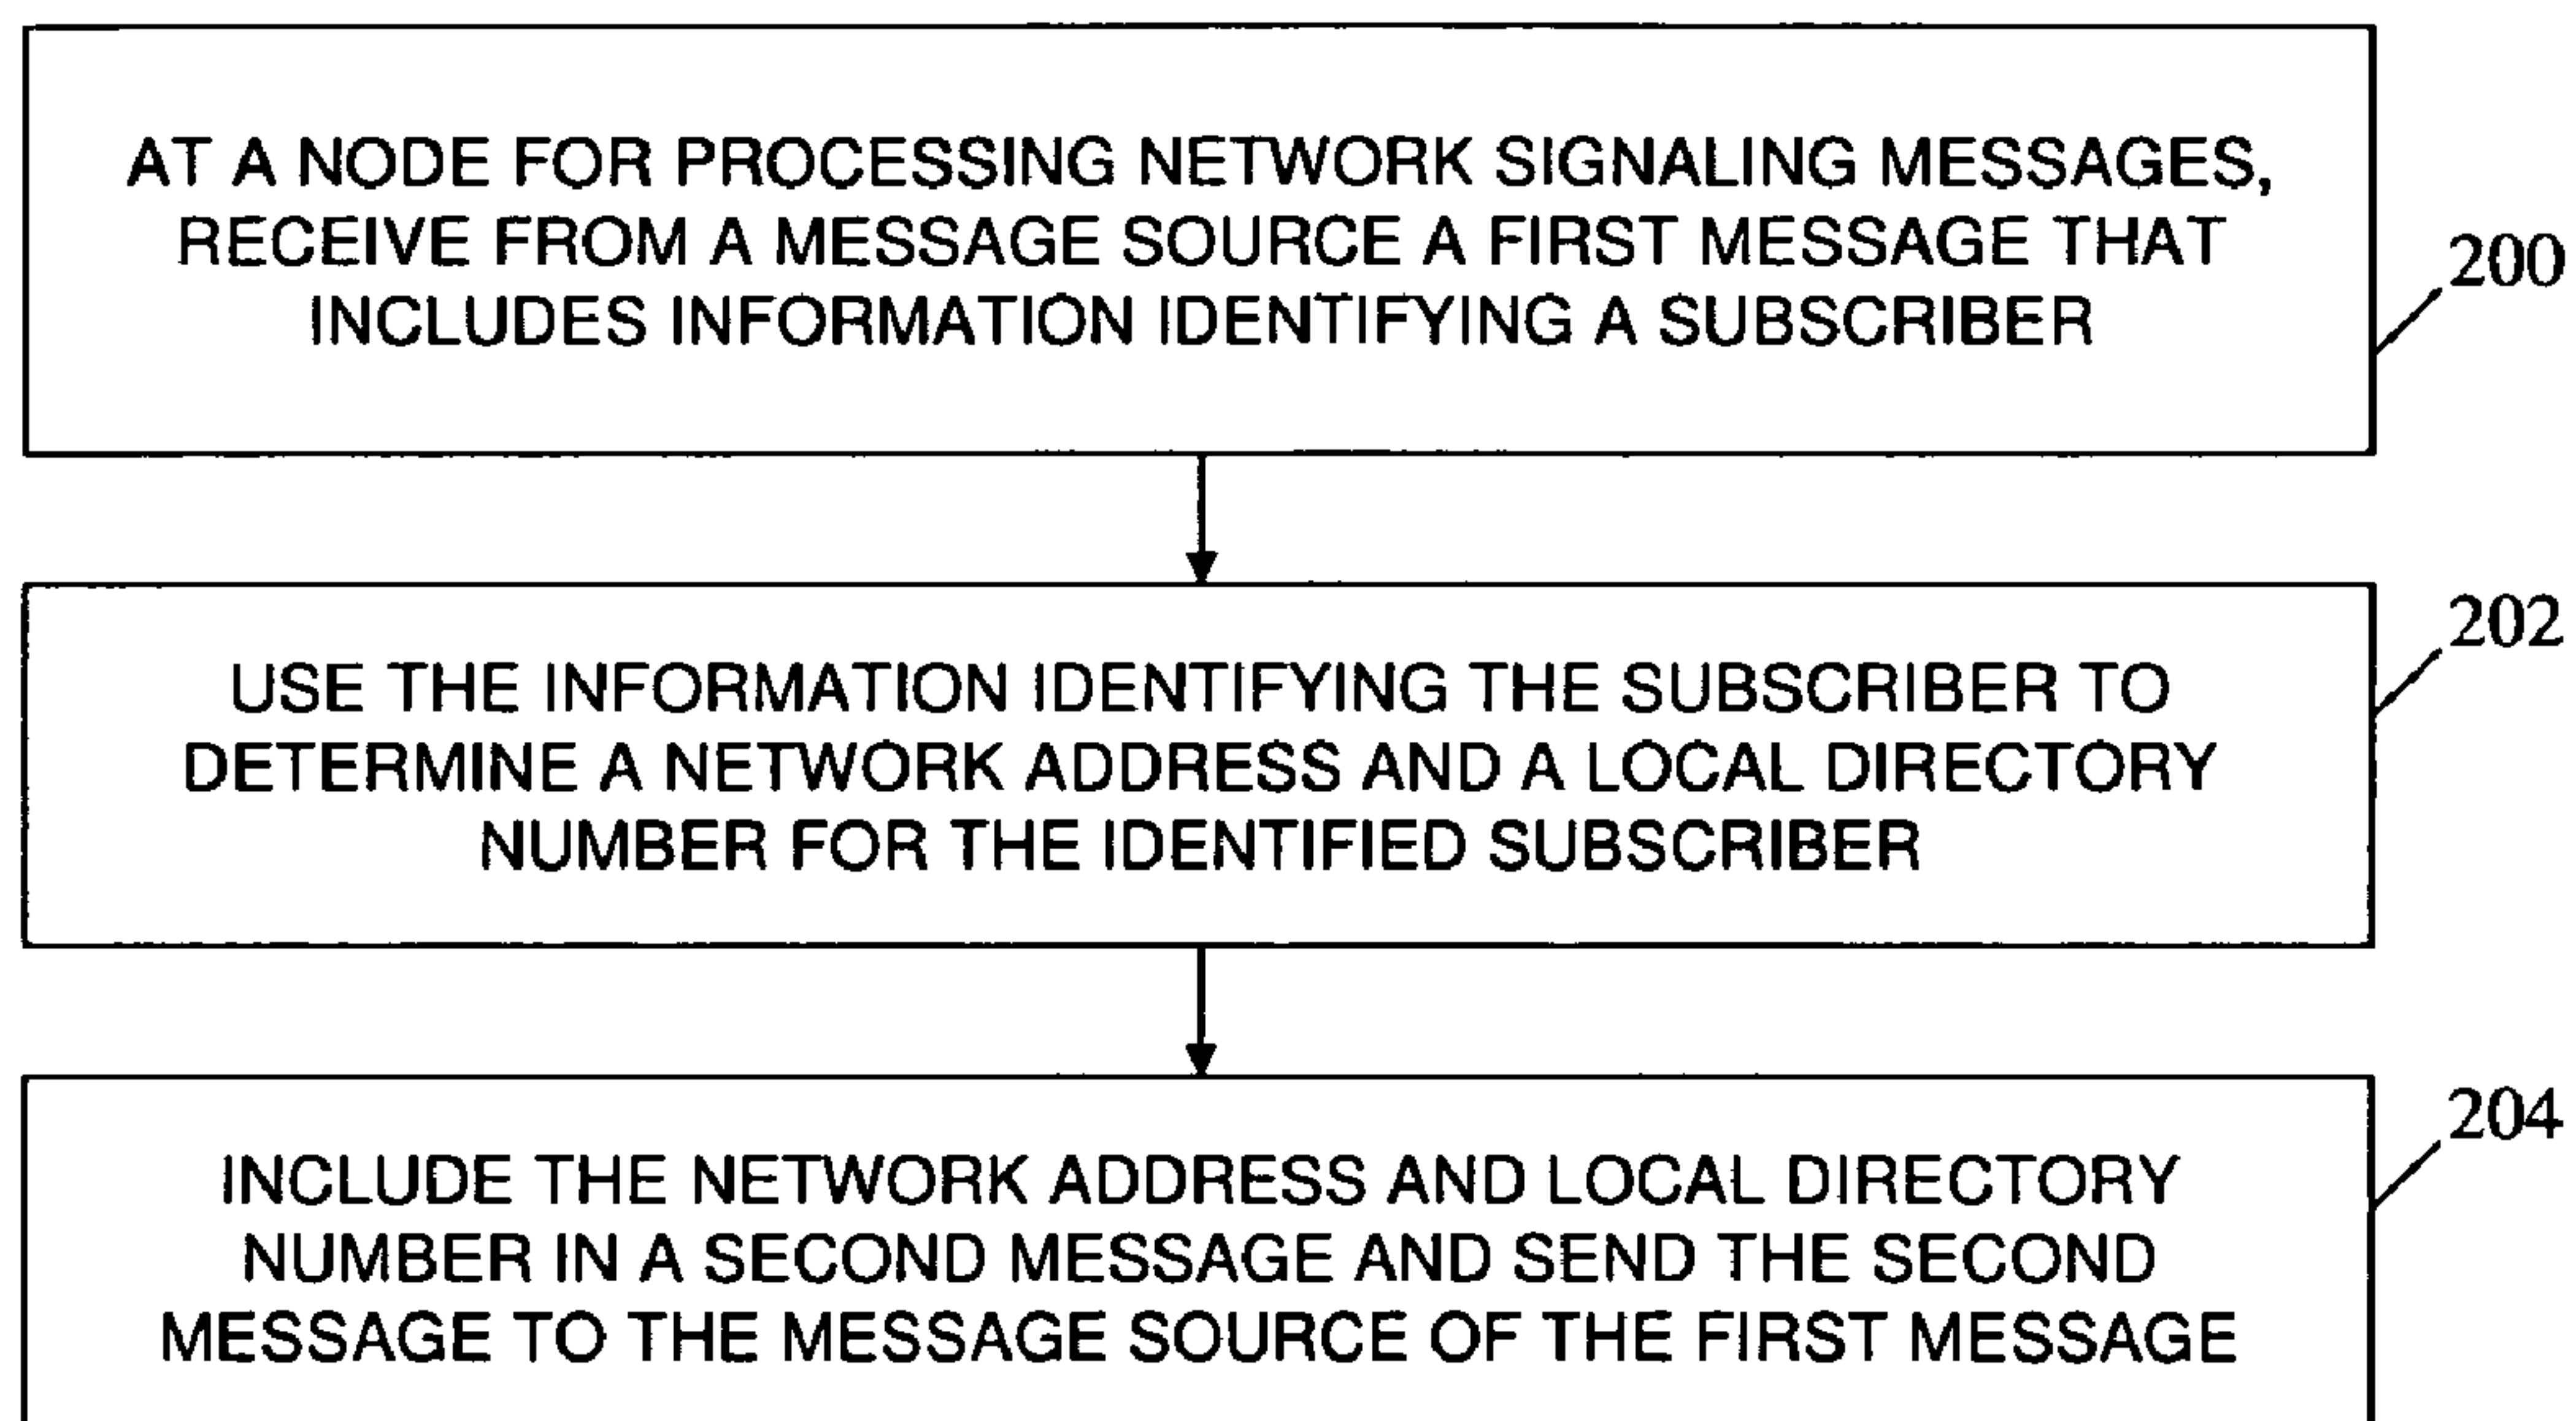 AT A NODE FOR PROCESSING NETWORK SIGNALING MESSAGES,
RECEIVE FROM A MESSAGE SOURCE A FIRST MESSAGE THAT
INCLUDES INFORMATION IDENTIFYING A SUBSCRIBER
200
USE THE INFORMATION IDENTIFYING THE SUBSCRIBER TO
DETERMINE A NETWORK ADDRESS AND A LOCAL DIRECTORY
NUMBER FOR THE IDENTIFIED SUBSCRIBER
202
INCLUDE THE NETWORK ADDRESS AND LOCAL DIRECTORY
NUMBER IN A SECOND MESSAGE AND SEND THE SECOND
MESSAGE TO THE MESSAGE SOURCE OF THE FIRST MESSAGE
204